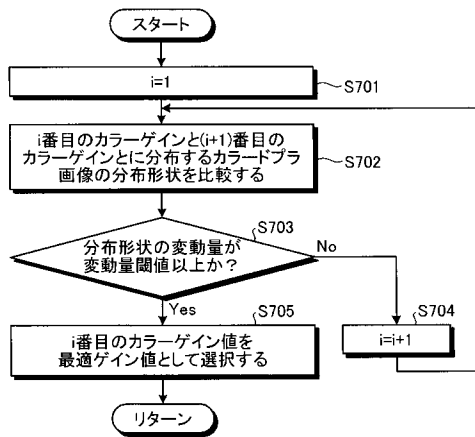 スタート
i=1
S701
i番目のカラーゲインと(i+1)番目の
カラーゲインとに分布するカラードプラ
画像の分布形状を比較する
S702
S703
分布形状の変動量が
変動量閾値以上か？
No
Yes
S705
S704
i番目のカラーゲイン値を
最適ゲイン値として選択する
i=i+1
リターン